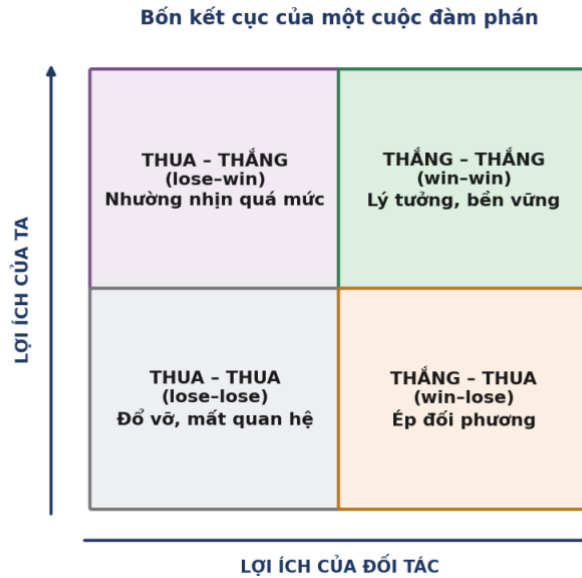 Bốn kết cục của một cuộc đàm phán
THUA – THẮNG
(lose–win)
Nhường nhịn quá mức
THẮNG – THẮNG
(win–win)
Lý tưởng, bền vững
LỢI ÍCH CỦA TA
THUA – THUA
(lose–lose)
Đổ vỡ, mất quan hệ
THẮNG – THUA
(win–lose)
Ép đối phương
LỢI ÍCH CỦA ĐỐI TÁC